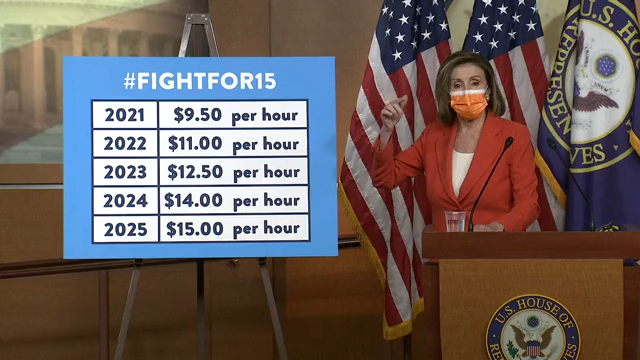 #FIGHTFOR15
2021 $9.50 per hour
2022 $11.00 per hour
2023 $12.50 per hour
2024 $14.00 per hour
2025 $15.00 per hour
U.S. HOUSE OF